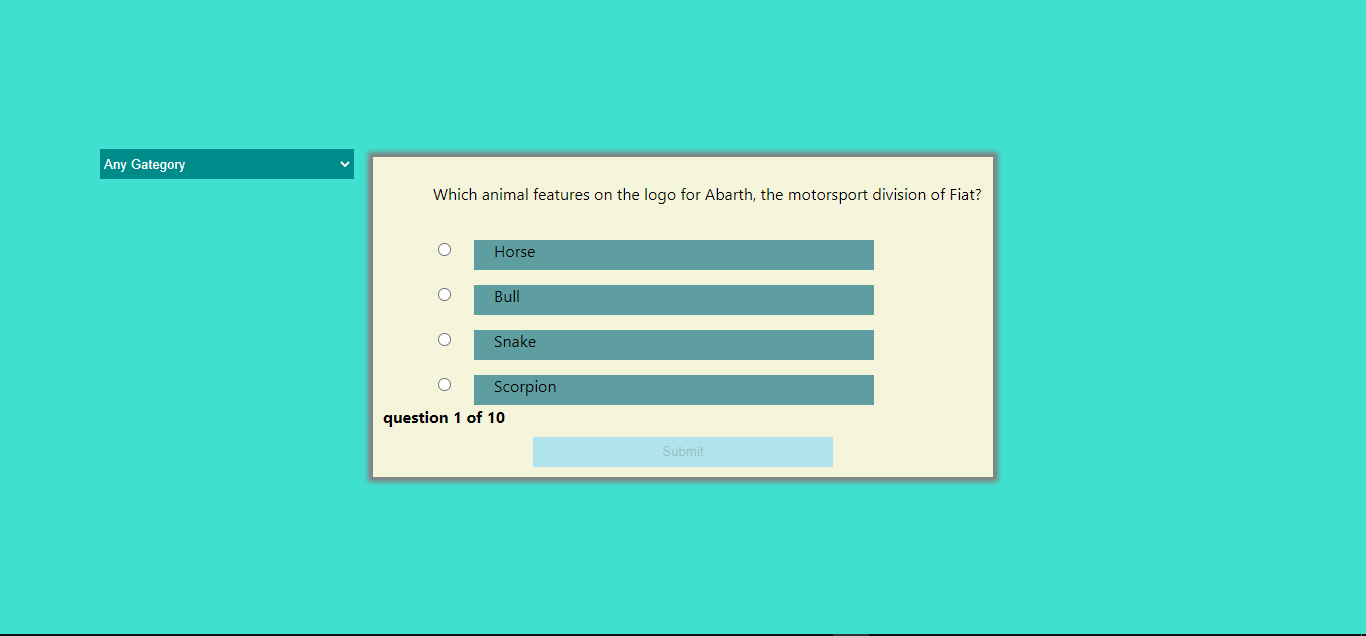 Any Gategory
Which animal features on the logo for Abarth, the motorsport division of Fiat?
Horse
Bull
Snake
Scorpion
question 1 of 10
Submit